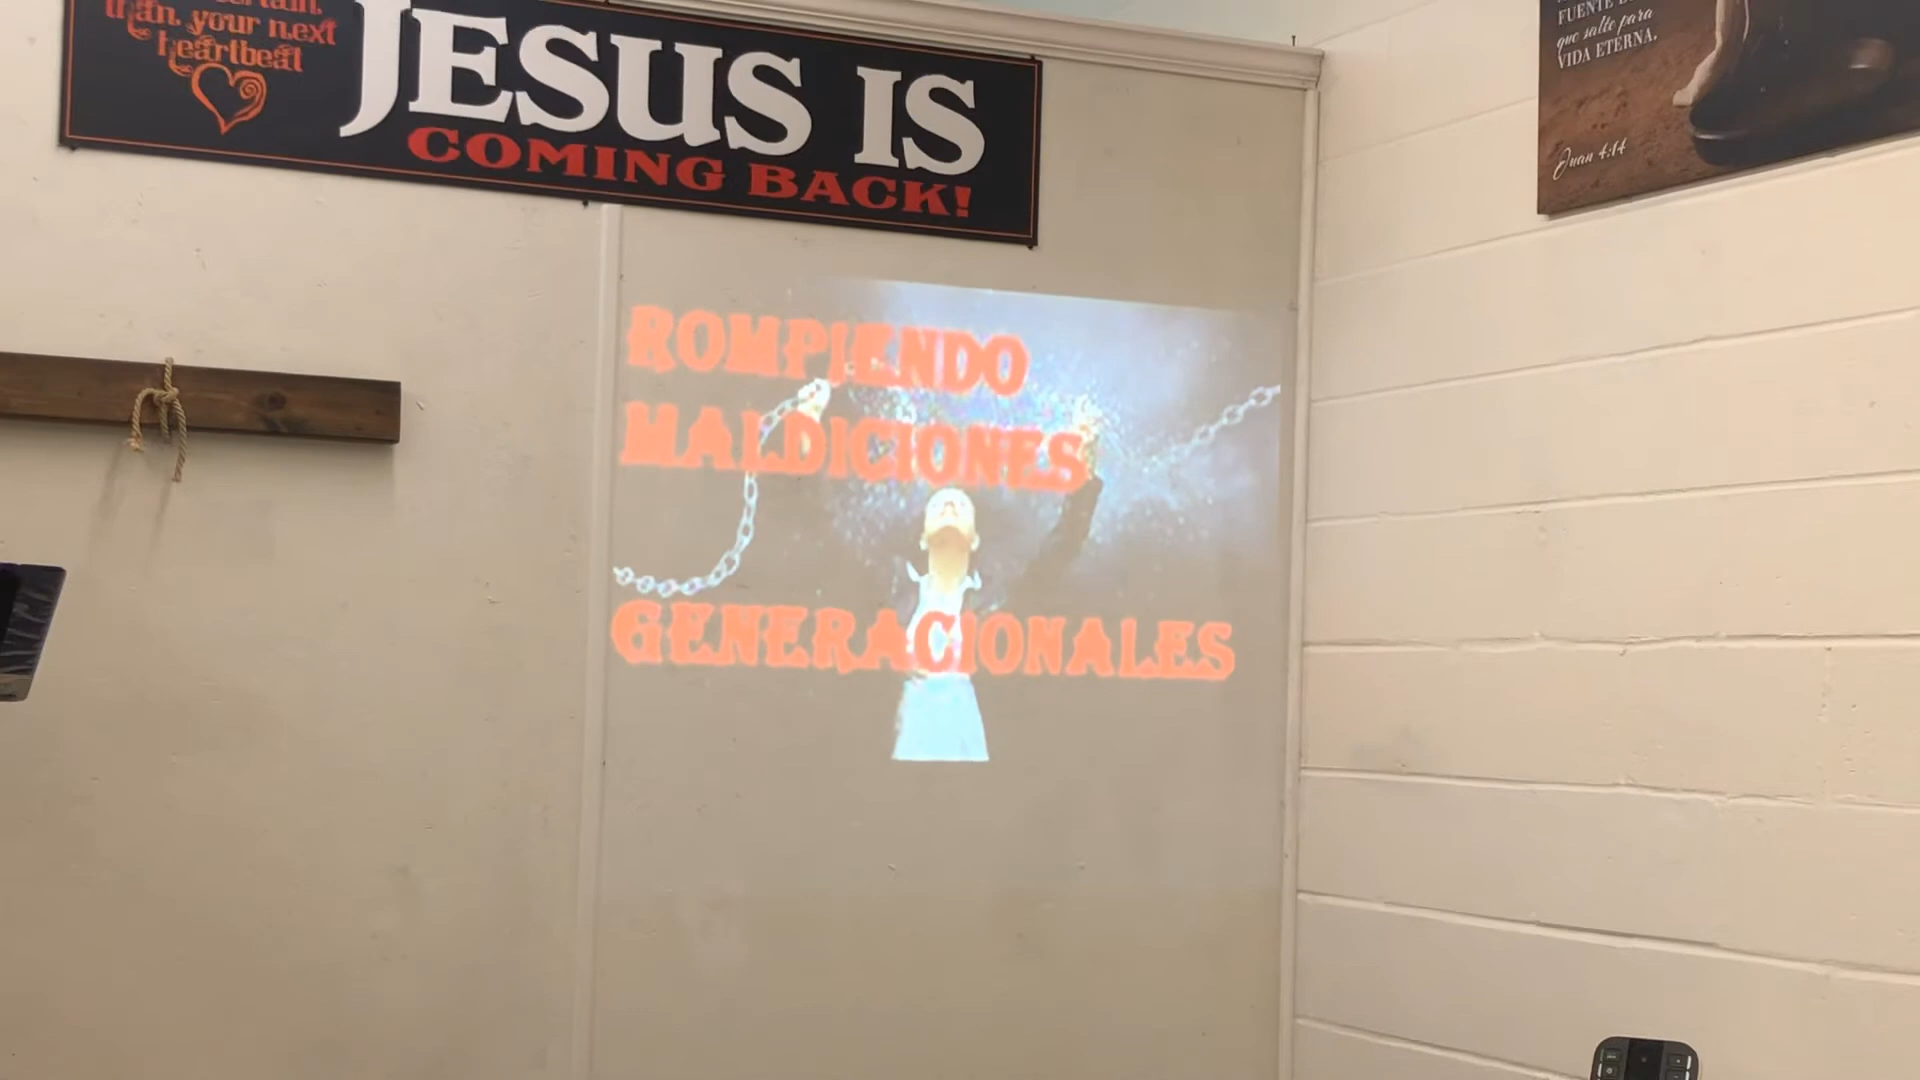 than your next
heartbeat
JESUS IS
COMING BACK!
FUENTE
que salte para
VIDA ETERNA.
Juan 4:14
ROMPIENDO
MALDICIONES
GENERACIONALES